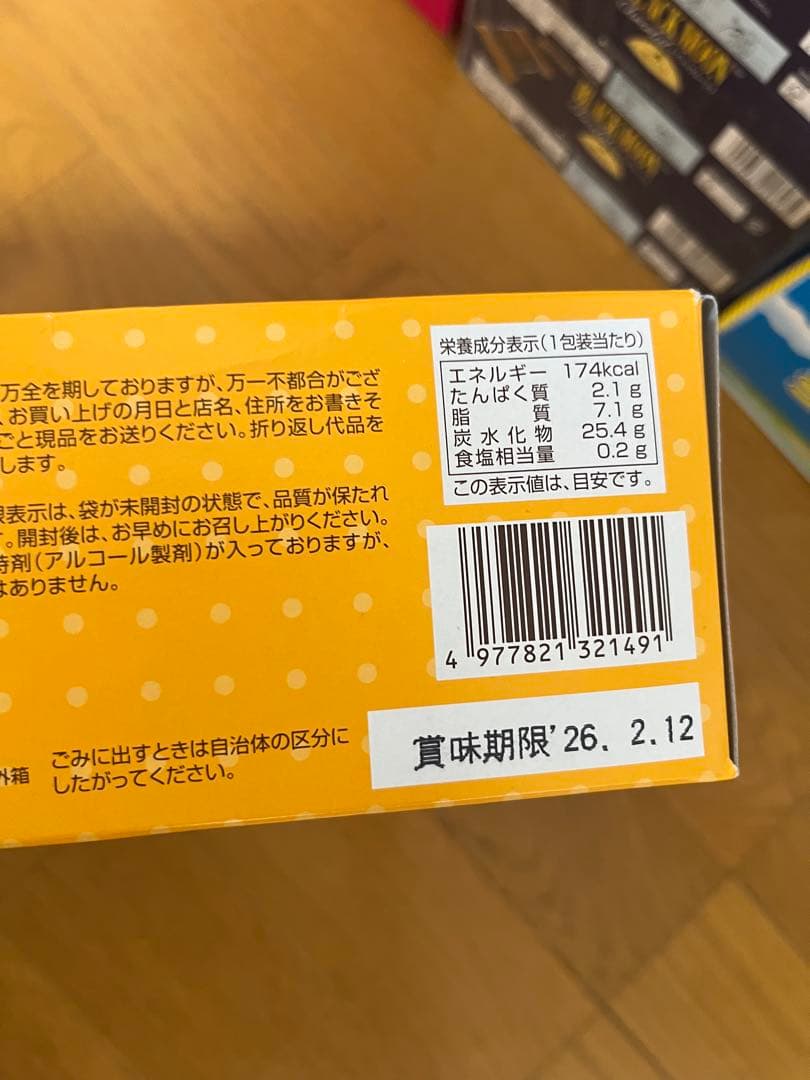 BLACK MOON
万全を期しておりますが、万一不都合がござ
、お買い上げの月日と店名、住所をお書きそ
ごと現品をお送りください。折り返し代品を
します。
限表示は、袋が未開封の状態で、品質が保たれ
。開封後は、お早めにお召し上がりください。
持剤(アルコール製剤)が入っておりますが、
はありません。
外箱
ごみに出すときは自治体の区分に
したがってください。
栄養成分表示(1包装当たり)
エネルギー 174kcal
たんぱく質 2.1g
脂質 7.1g
炭水化物 25.4g
食塩相当量 0.2g
この表示値は、目安です。
4 977821 321491
賞味期限'26. 2.12